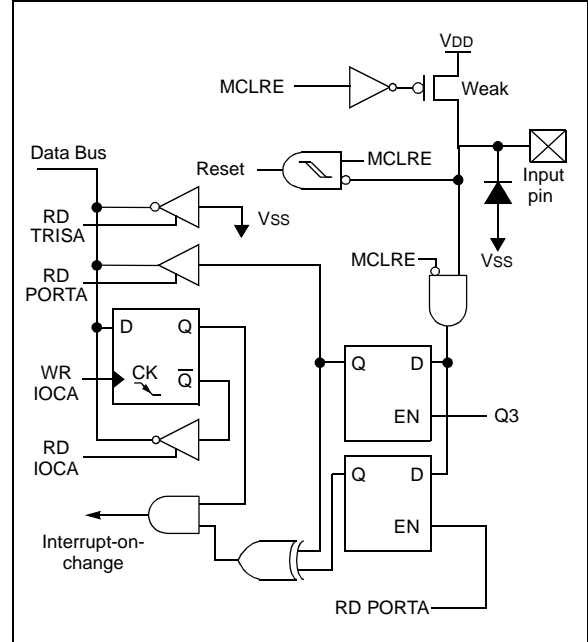 VDD
MCLRE
Weak
Data Bus
Reset
MCLRE
Input
pin
RD
TRISA
VSS
VSS
RD
PORTA
MCLRE
D
Q
WR
IOCA
CK
Q
Q
D
EN
Q3
RD
IOCA
Q
D
EN
Interrupt-on-
change
RD PORTA